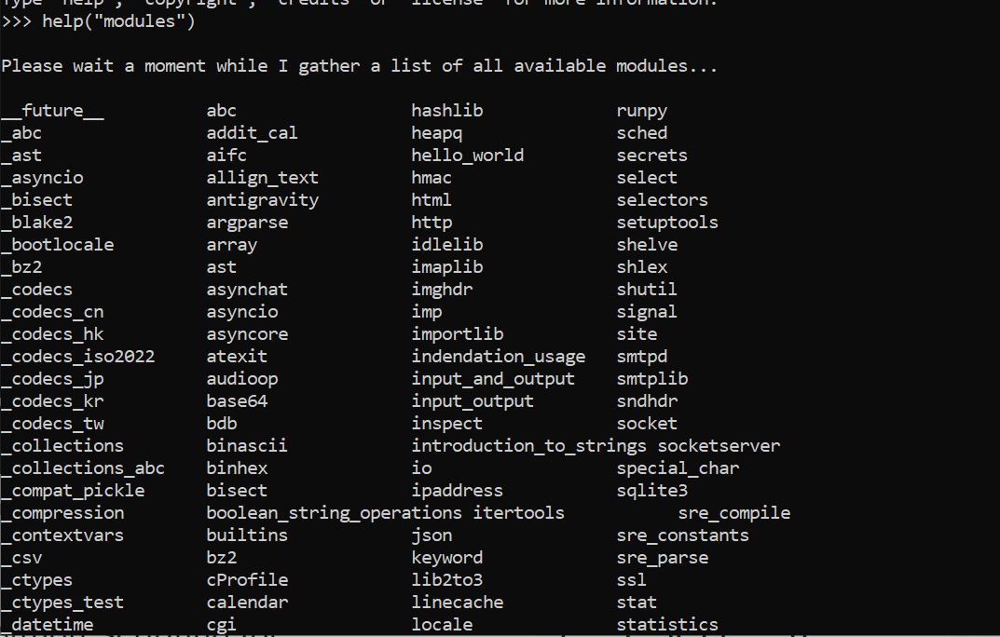 Type "help", "copyright", "credits" or "license" for more information.
>>> help("modules")
Please wait a moment while I gather a list of all available modules...
__future__ abc hashlib runpy
_abc addit_cal heapq sched
_ast aifc hello_world secrets
_asyncio allign_text hmac select
_bisect antigravity html selectors
_blake2 argparse http setuptools
_bootlocale array idlelib shelve
_bz2 ast imaplib shlex
_codecs asynchat imghdr shutil
_codecs_cn asyncio imp signal
_codecs_hk asyncore importlib site
_codecs_iso2022 atexit indendation_usage smtpd
_codecs_jp audioop input_and_output smtplib
_codecs_kr base64 input_output sndhdr
_codecs_tw bdb inspect socket
_collections binascii introduction_to_strings socketserver
_collections_abc binhex io special_char
_compat_pickle bisect ipaddress sqlite3
_compression boolean_string_operations itertools sre_compile
_contextvars builtins json sre_constants
_csv bz2 keyword sre_parse
_ctypes cProfile lib2to3 ssl
_ctypes_test calendar linecache stat
_datetime cgi locale statistics